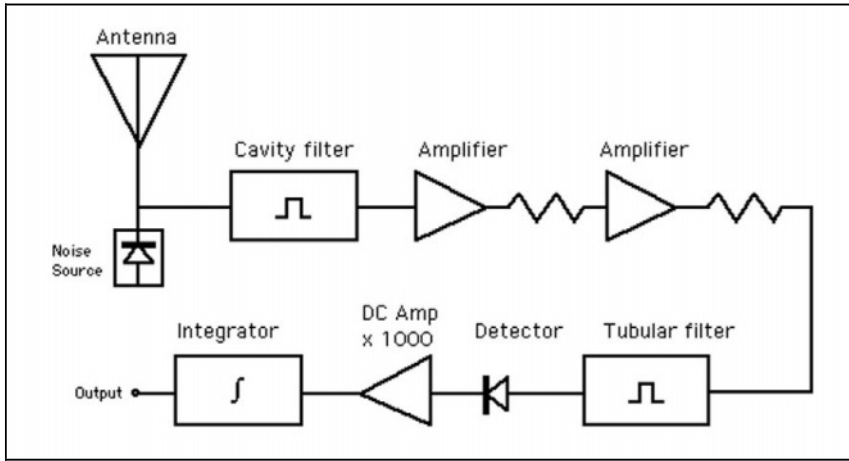 Antenna
Cavity filter
Amplifier
Amplifier
Noise
Source
Integrator
DC Amp
x 1000
Detector
Tubular filter
Output
∫